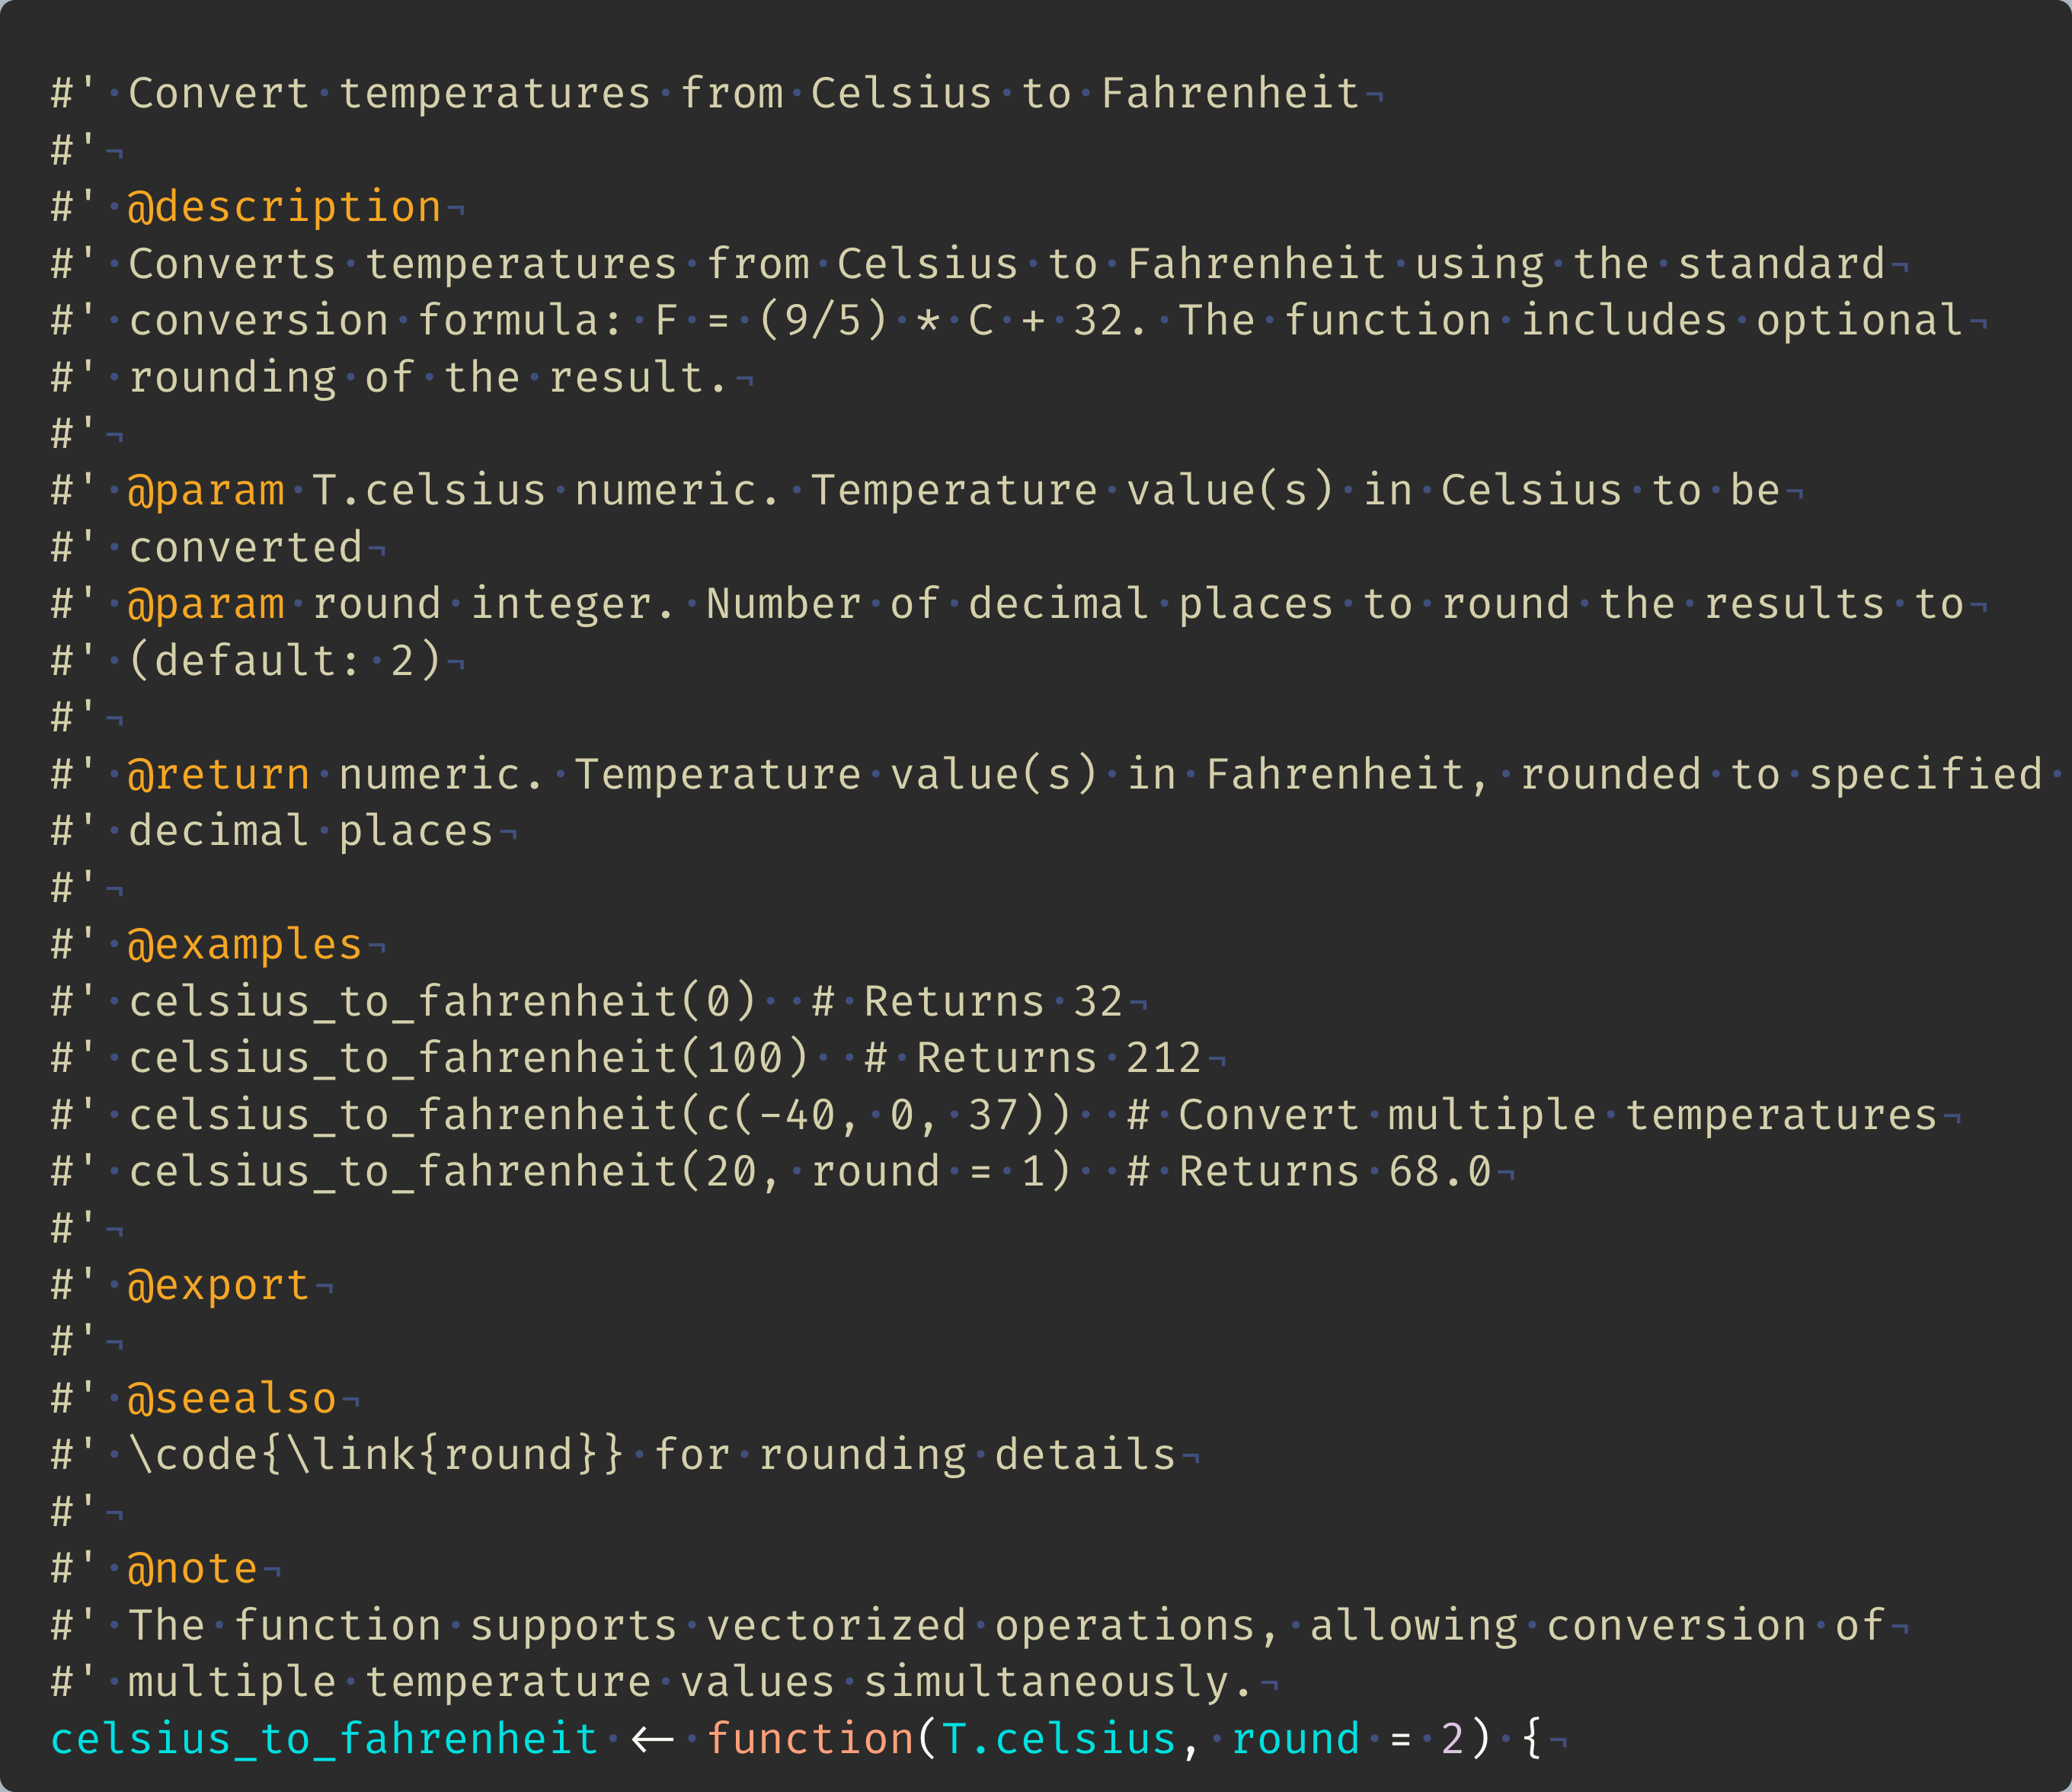 #' Convert temperatures from Celsius to Fahrenheit
#'
#' @description
#' Converts temperatures from Celsius to Fahrenheit using the standard
#' conversion formula: F = (9/5) * C + 32. The function includes optional
#' rounding of the result.
#'
#' @param T.celsius numeric. Temperature value(s) in Celsius to be
#' converted
#' @param round integer. Number of decimal places to round the results to
#' (default: 2)
#'
#' @return numeric. Temperature value(s) in Fahrenheit, rounded to specified
#' decimal places
#'
#' @examples
#' celsius_to_fahrenheit(0)  # Returns 32
#' celsius_to_fahrenheit(100)  # Returns 212
#' celsius_to_fahrenheit(c(-40, 0, 37))  # Convert multiple temperatures
#' celsius_to_fahrenheit(20, round = 1)  # Returns 68.0
#'
#' @export
#'
#' @seealso
#' \code{\link{round}} for rounding details
#'
#' @note
#' The function supports vectorized operations, allowing conversion of
#' multiple temperature values simultaneously.
celsius_to_fahrenheit <- function(T.celsius, round = 2) {